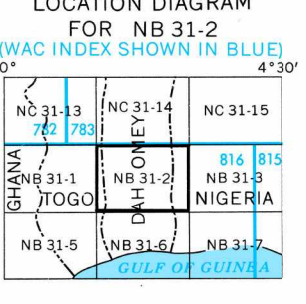 LOCATION DIAGRAM
FOR NB 31-2
(WAC INDEX SHOWN IN BLUE)
0° 4°30'
NC 31-13 NC 31-14 NC 31-15
782 783
DAHOMEY
816 815
GHANA
NB 31-1 NB 31-2 NB 31-3
TOGO NIGERIA
NB 31-5 NB 31-6 NB 31-7
GULF OF GUINEA